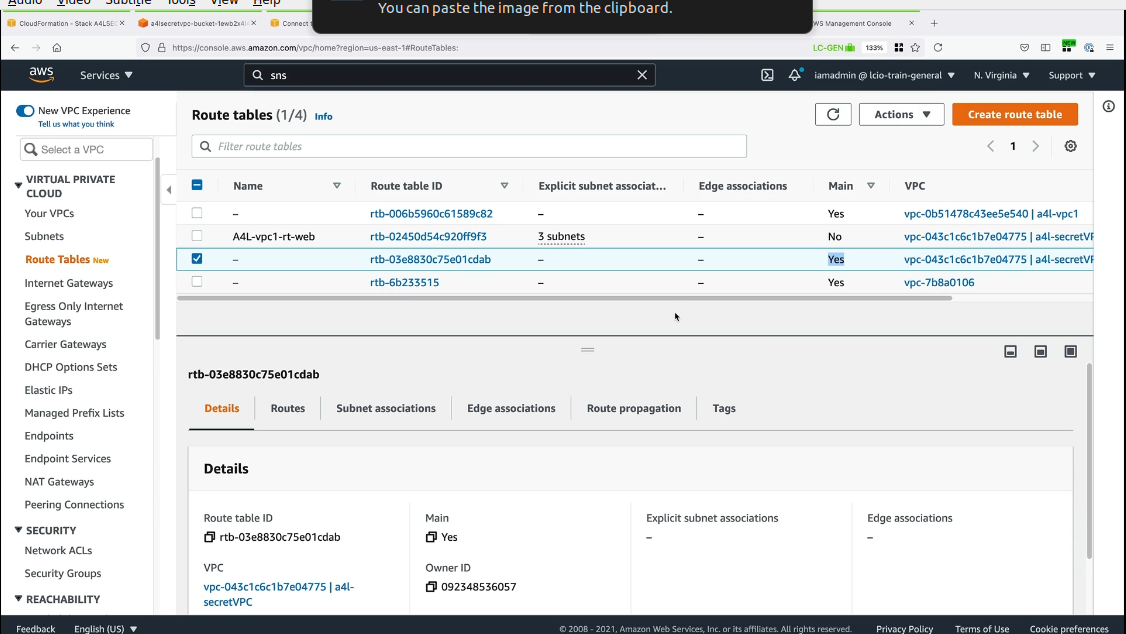 Audio Video Subtitle Tools View Help
You can paste the image from the clipboard.
CloudFormation - Stack A4LSEC
a4lsecretvpc-bucket-1ewb2x4l
Connect t
WS Management Console
https://console.aws.amazon.com/vpc/home?region=us-east-1#RouteTables:
LC-GEN
133%
NEW
aws
Services
sns
iamadmin @ lcio-train-general
N. Virginia
Support
New VPC Experience
Tell us what you think
Select a VPC
VIRTUAL PRIVATE
CLOUD
Your VPCs
Subnets
Route Tables New
Internet Gateways
Egress Only Internet
Gateways
Carrier Gateways
DHCP Options Sets
Elastic IPs
Managed Prefix Lists
Endpoints
Endpoint Services
NAT Gateways
Peering Connections
SECURITY
Network ACLs
Security Groups
REACHABILITY
Route tables (1/4) Info
Actions
Create route table
Filter route tables
1
Name Route table ID Explicit subnet associat... Edge associations Main VPC
– rtb-006b5960c61589c82 – – Yes vpc-0b51478c43ee5e540 | a4l-vpc1
A4L-vpc1-rt-web rtb-02450d54c920ff9f3 3 subnets – No vpc-043c1c6c1b7e04775 | a4l-secretVP
– rtb-03e8830c75e01cdab – – Yes vpc-043c1c6c1b7e04775 | a4l-secretVP
– rtb-6b233515 – – Yes vpc-7b8a0106
rtb-03e8830c75e01cdab
Details Routes Subnet associations Edge associations Route propagation Tags
Details
Route table ID
rtb-03e8830c75e01cdab
Main
Yes
Explicit subnet associations
–
Edge associations
–
VPC
vpc-043c1c6c1b7e04775 | a4l-
secretVPC
Owner ID
092348536057
Feedback English (US)
© 2008 - 2021, Amazon Web Services, Inc. or its affiliates. All rights reserved. Privacy Policy Terms of Use Cookie preferences